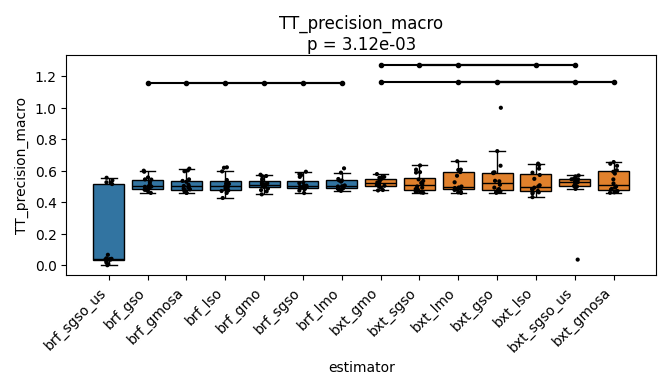 TT_precision_macro
p = 3.12e-03
TT_precision_macro
1.2
1.0
0.8
0.6
0.4
0.2
0.0
brf_sgso_us
brf_gso
brf_gmosa
brf_lso
brf_gmo
brf_sgso
brf_lmo
bxt_gmo
bxt_sgso
bxt_lmo
bxt_gso
bxt_lso
bxt_sgso_us
bxt_gmosa
estimator